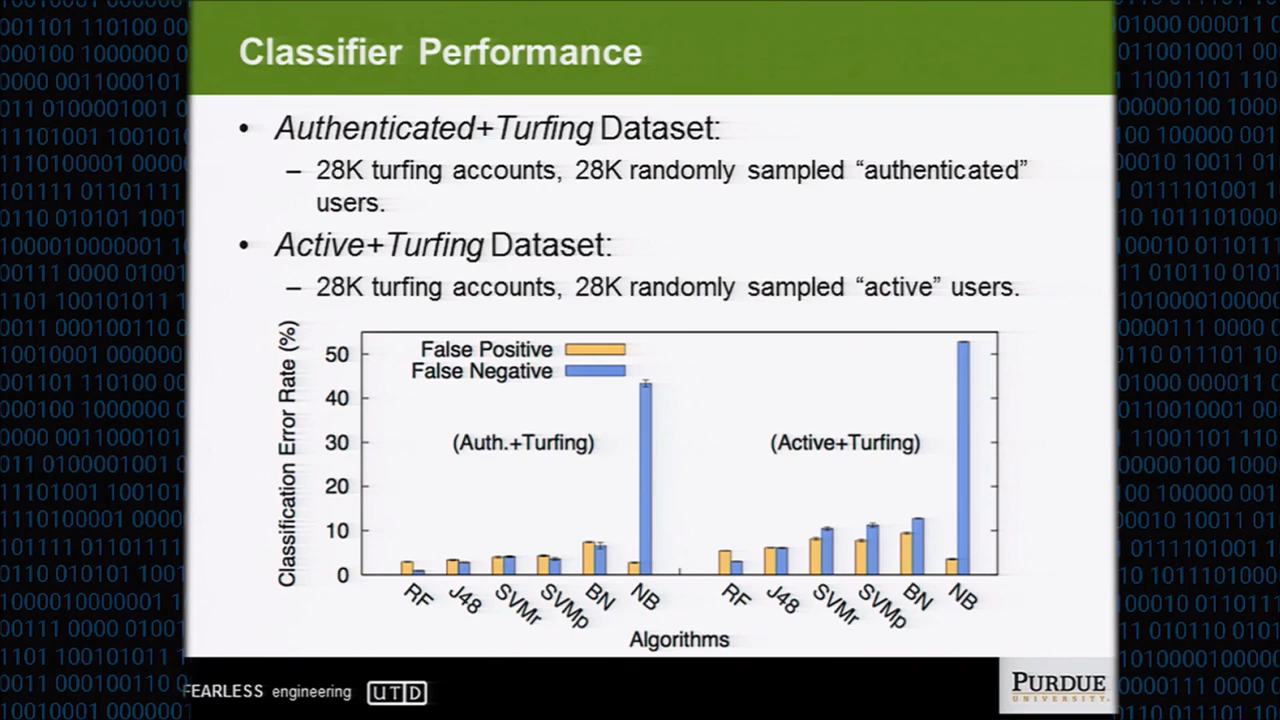 Classifier Performance
• Authenticated+Turfing Dataset:
– 28K turfing accounts, 28K randomly sampled “authenticated”
users.
• Active+Turfing Dataset:
– 28K turfing accounts, 28K randomly sampled “active” users.
Classification Error Rate (%)
50
40
30
20
10
0
False Positive
False Negative
(Auth.+Turfing)
(Active+Turfing)
RF J48 SVMr SVMp BN NB RF J48 SVMr SVMp BN NB
Algorithms
FEARLESS engineering UTD
PURDUE
UNIVERSITY